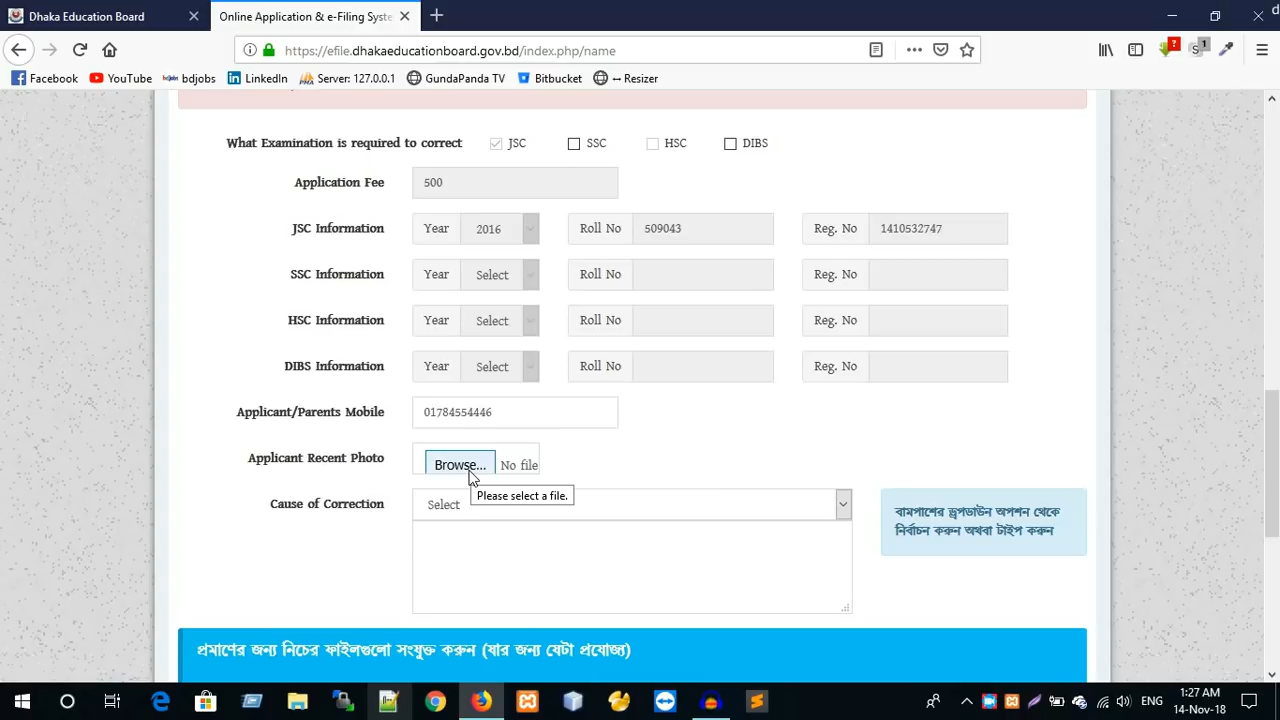 Dhaka Education Board
Online Application & e-Filing Syste
https://efile.dhakaeducationboard.gov.bd/index.php/name
Facebook YouTube bdjobs LinkedIn Server: 127.0.0.1 GundaPanda TV Bitbucket ↔ Resizer
What Examination is required to correct JSC SSC HSC DIBS
Application Fee 500
JSC Information Year 2016 Roll No 509043 Reg. No 1410532747
SSC Information Year Select Roll No Reg. No
HSC Information Year Select Roll No Reg. No
DIBS Information Year Select Roll No Reg. No
Applicant/Parents Mobile 01784554446
Applicant Recent Photo Browse... No file
Please select a file.
Cause of Correction Select
বামপাশের ড্রপডাউন অপশন থেকে
নির্বাচন করুন অথবা টাইপ করুন
প্রমাণের জন্য নিচের ফাইলগুলো সংযুক্ত করুন (যার জন্য যেটা প্রযোজ্য)
ENG
1:27 AM
14-Nov-18